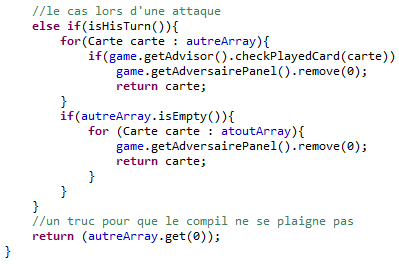 //le cas lors d'une attaque
else if(isHisTurn()){
for(Carte carte : autreArray){
if(game.getAdvisor().checkPlayedCard(carte))
game.getAdversairePanel().remove(0);
return carte;
}
if(autreArray.isEmpty()){
for (Carte carte : atoutArray){
game.getAdversairePanel().remove(0);
return carte;
}
}
}
//un truc pour que le compil ne se plaigne pas
return (autreArray.get(0));
}